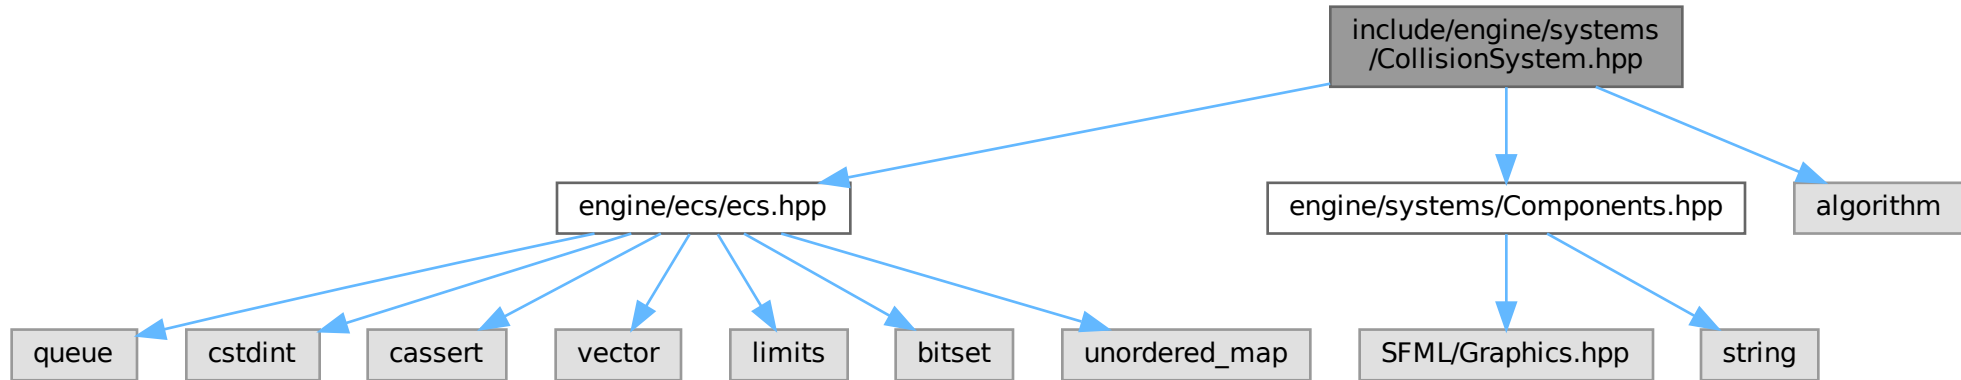 include/engine/systems
/CollisionSystem.hpp
engine/ecs/ecs.hpp
engine/systems/Components.hpp
algorithm
queue
cstdint
cassert
vector
limits
bitset
unordered_map
SFML/Graphics.hpp
string